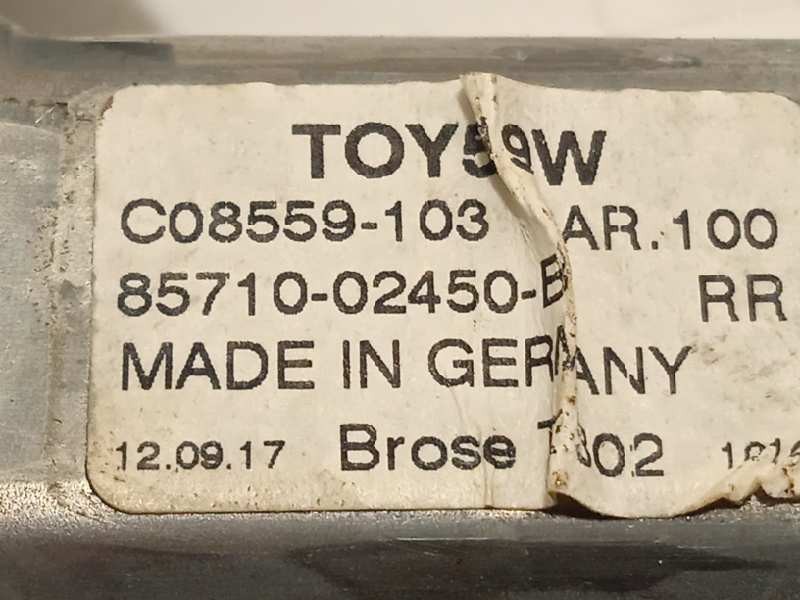 TOY59W
C08559-103 AR.100
85710-02450-B RR
MADE IN GERMANY
12.09.17 Brose